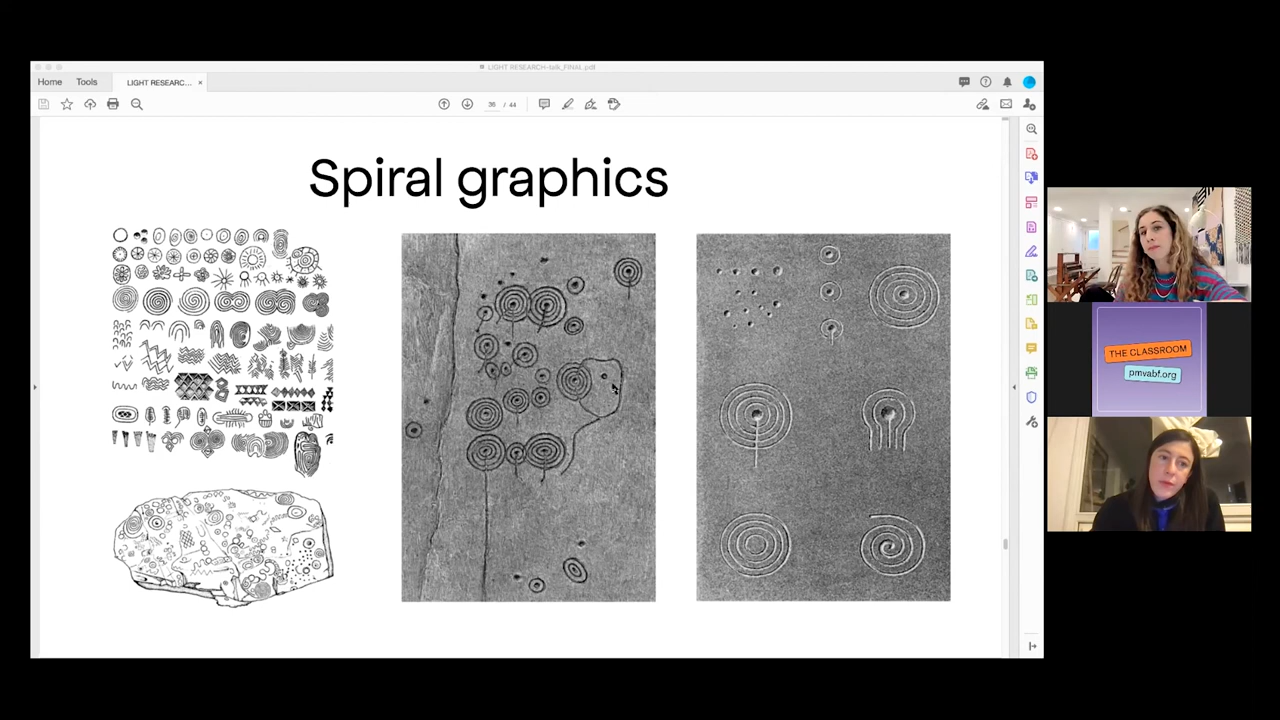 LIGHT RESEARCH-talk_FINAL.pdf
Home
Tools
LIGHT RESEARC...
36 / 44
Spiral graphics
THE CLASSROOM
pmvabf.org